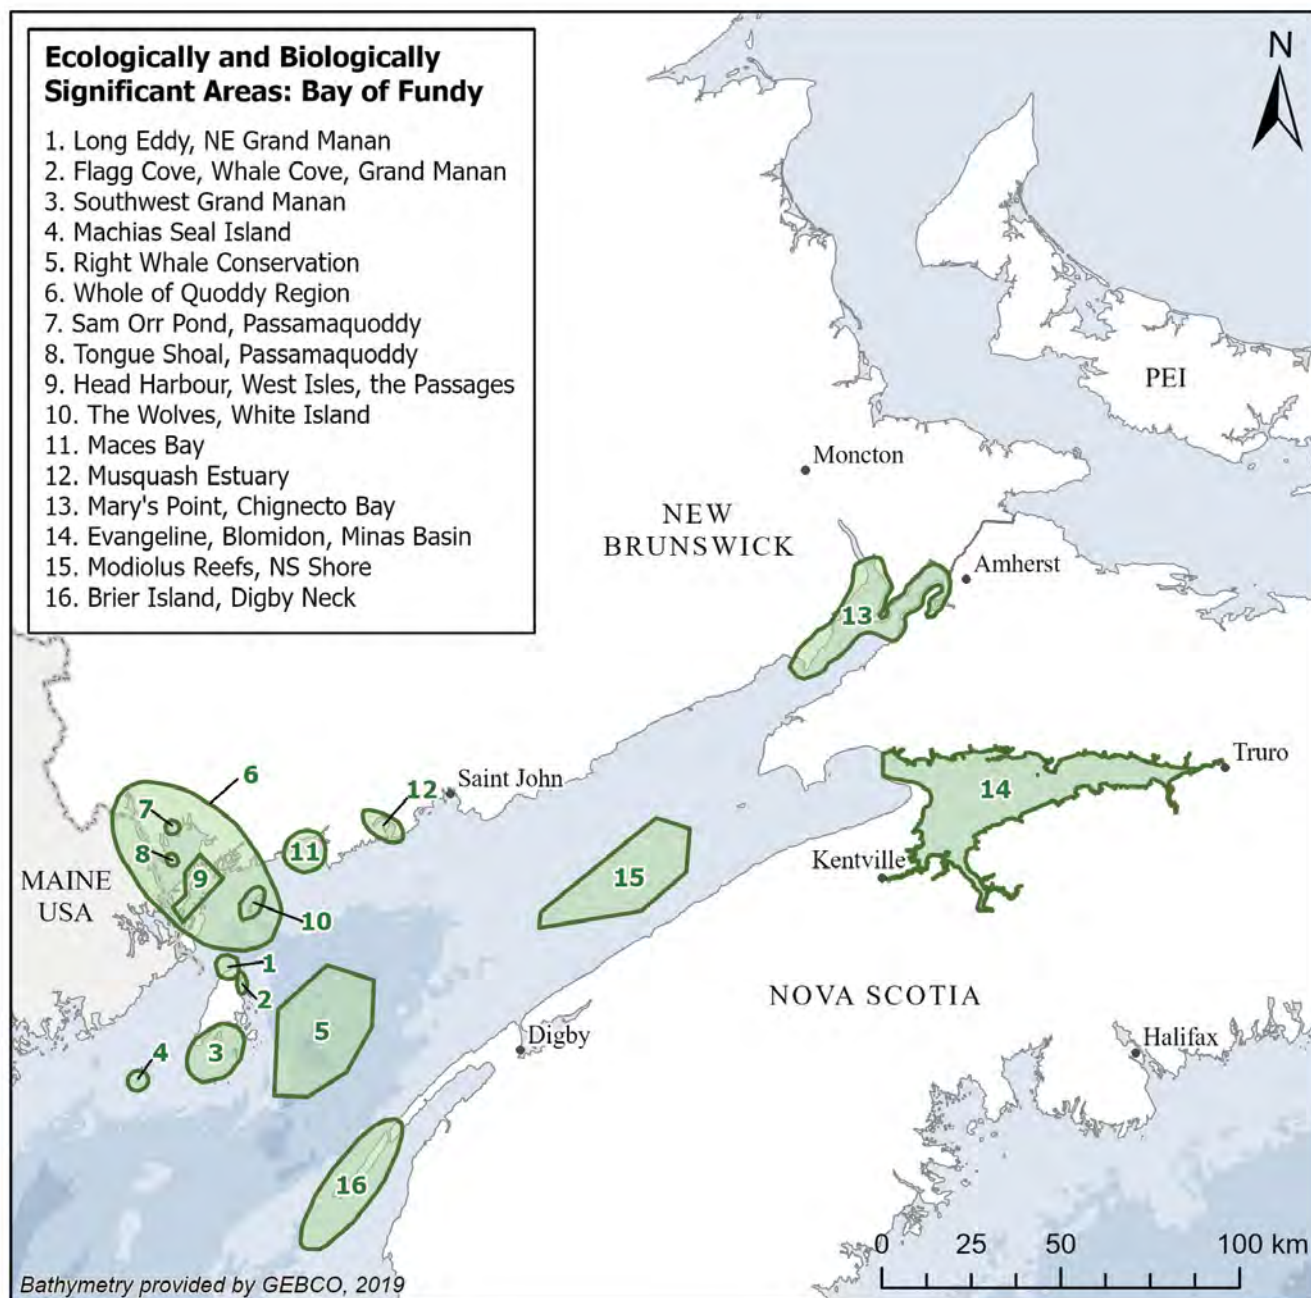 Ecologically and Biologically
Significant Areas: Bay of Fundy
1. Long Eddy, NE Grand Manan
2. Flagg Cove, Whale Cove, Grand Manan
3. Southwest Grand Manan
4. Machias Seal Island
5. Right Whale Conservation
6. Whole of Quoddy Region
7. Sam Orr Pond, Passamaquoddy
8. Tongue Shoal, Passamaquoddy
9. Head Harbour, West Isles, the Passages
10. The Wolves, White Island
11. Maces Bay
12. Musquash Estuary
13. Mary's Point, Chignecto Bay
14. Evangeline, Blomidon, Minas Basin
15. Modiolus Reefs, NS Shore
16. Brier Island, Digby Neck
N
PEI
Moncton
NEW
BRUNSWICK
Amherst
13
Truro
6
12
Saint John
7
14
8
11
Kentville
MAINE
USA
9
15
10
1
2
NOVA SCOTIA
5
Digby
Halifax
4
3
16
0 25 50 100 km
Bathymetry provided by GEBCO, 2019